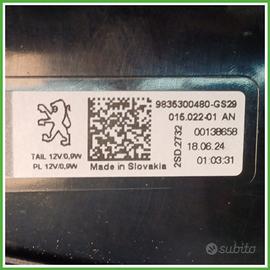 9835300480-GS29
015.022-01 AN
2SD.2732
00138658
18.06.24
01:03:31
TAIL 12V/0,9W
PL 12V/0,9W
Made in Slovakia
subito